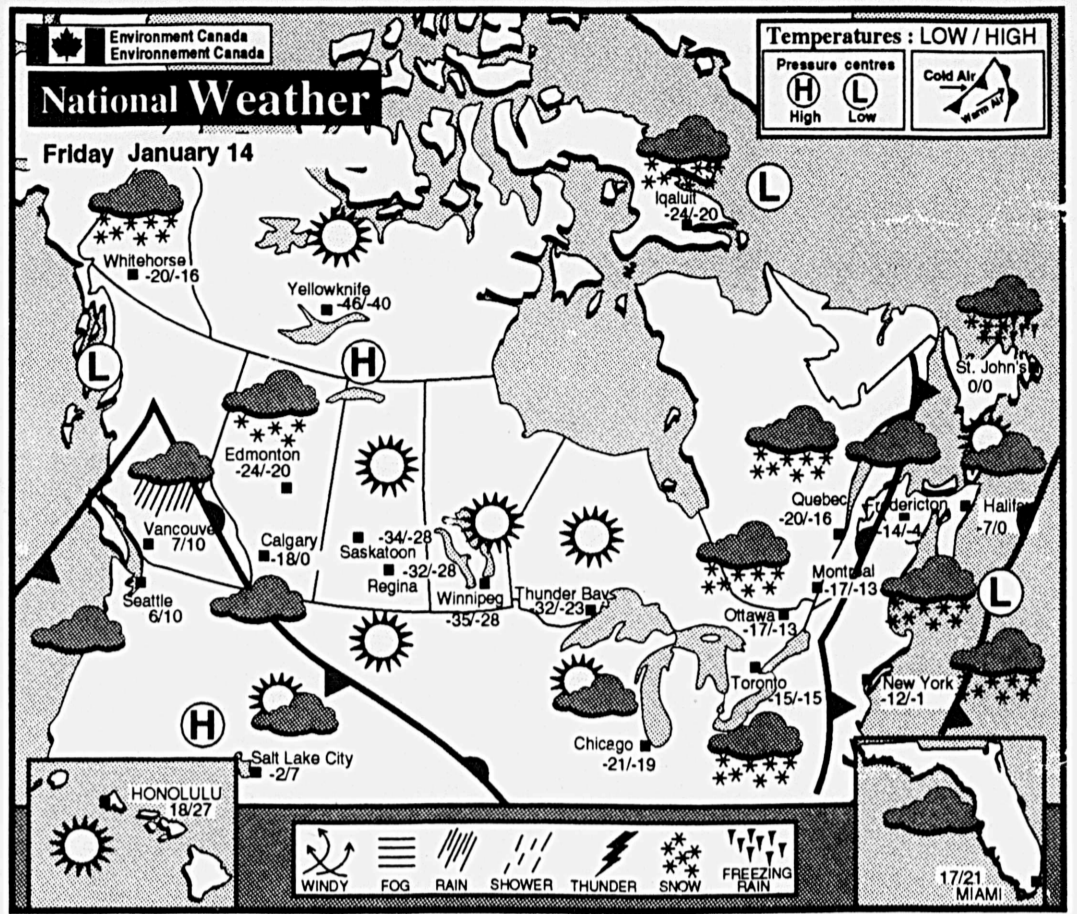 Environment Canada
Environnement Canada
National Weather
Friday January 14
Temperatures : LOW / HIGH
Pressure centres
H L
High Low
Cold Air
Warm Air
Iqaluit
-24/-20
L
Whitehorse
-20/-16
Yellowknife
-46/-40
L
H
St. John's
0/0
Edmonton
-24/-20
Quebec
-20/-16
Fredericton
-14/-4
Halifax
-7/0
Vancouver
7/10
Calgary
-18/0
-34/-28
Saskatoon
-32/-28
Regina
Winnipeg
-35/-28
Thunder Bay
-32/-23
Montreal
-17/-13
Ottawa
-17/-13
L
Seattle
6/10
Toronto
-15/-15
New York
-12/-1
H
Salt Lake City
-2/7
Chicago
-21/-19
HONOLULU
18/27
17/21
MIAMI
WINDY FOG RAIN SHOWER THUNDER SNOW FREEZING
RAIN